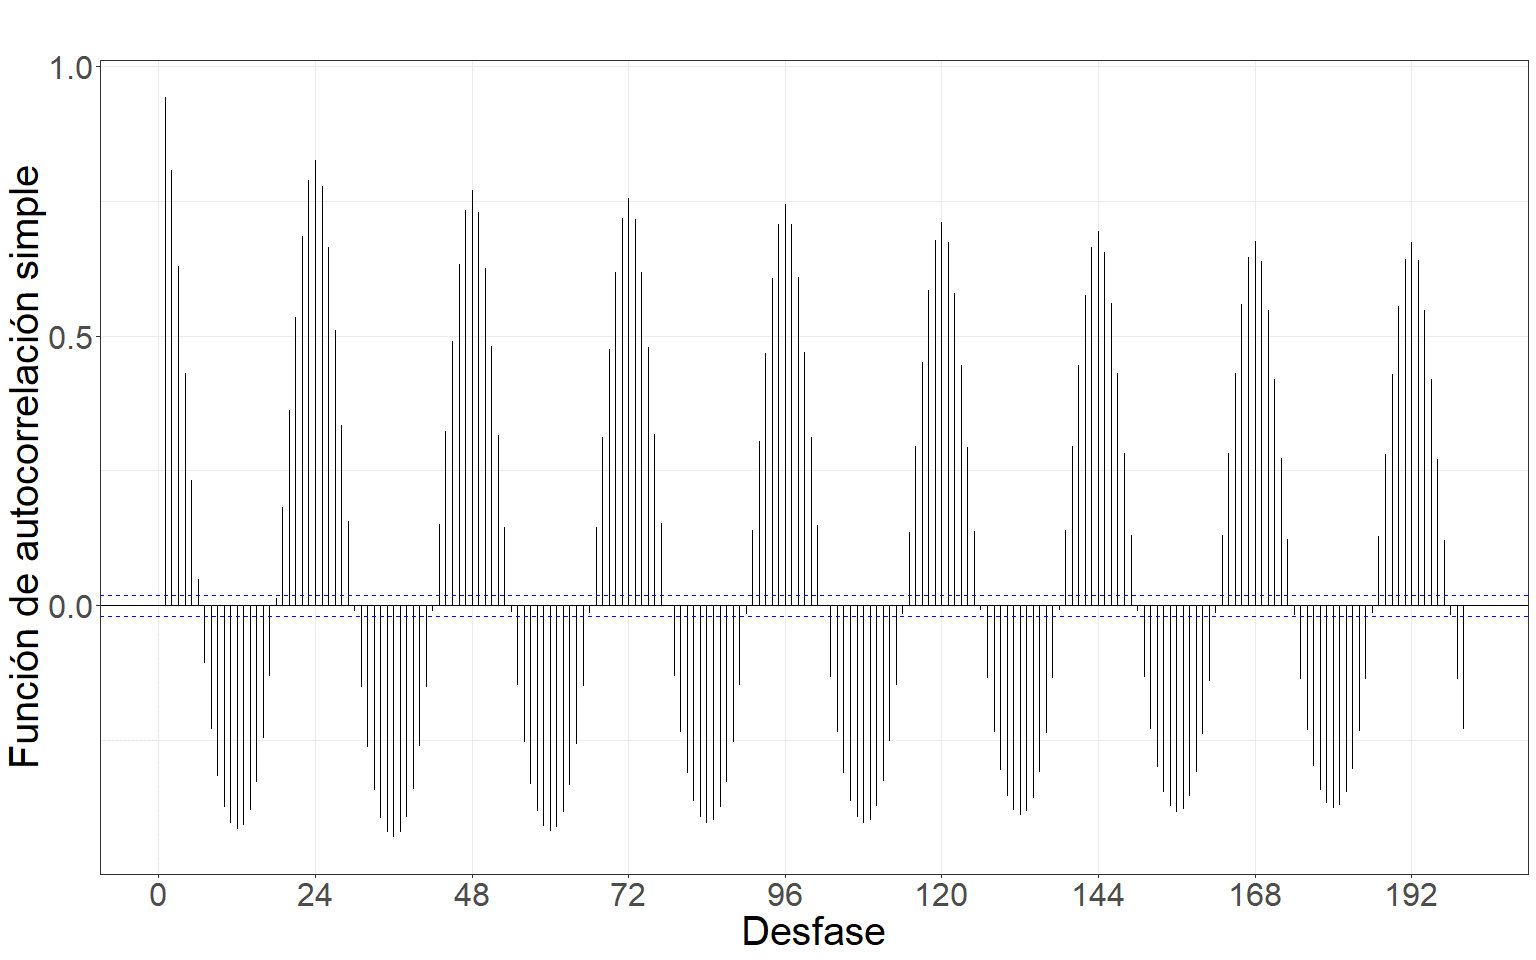 Función de autocorrelación simple
1.0
0.5
0.0
0 24 48 72 96 120 144 168 192
Desfase